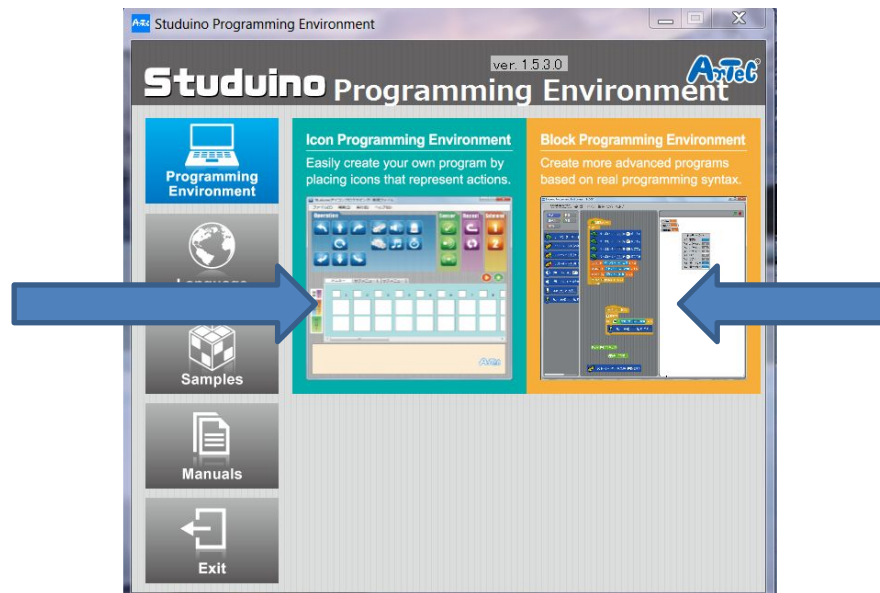 ArTec Studuino Programming Environment
ver. 1.5.3.0
ArTeC
Studuino Programming Environment
Programming
Environment
Language
Samples
Manuals
Exit
Icon Programming Environment
Easily create your own program by
placing icons that represent actions.
Block Programming Environment
Create more advanced programs
based on real programming syntax.